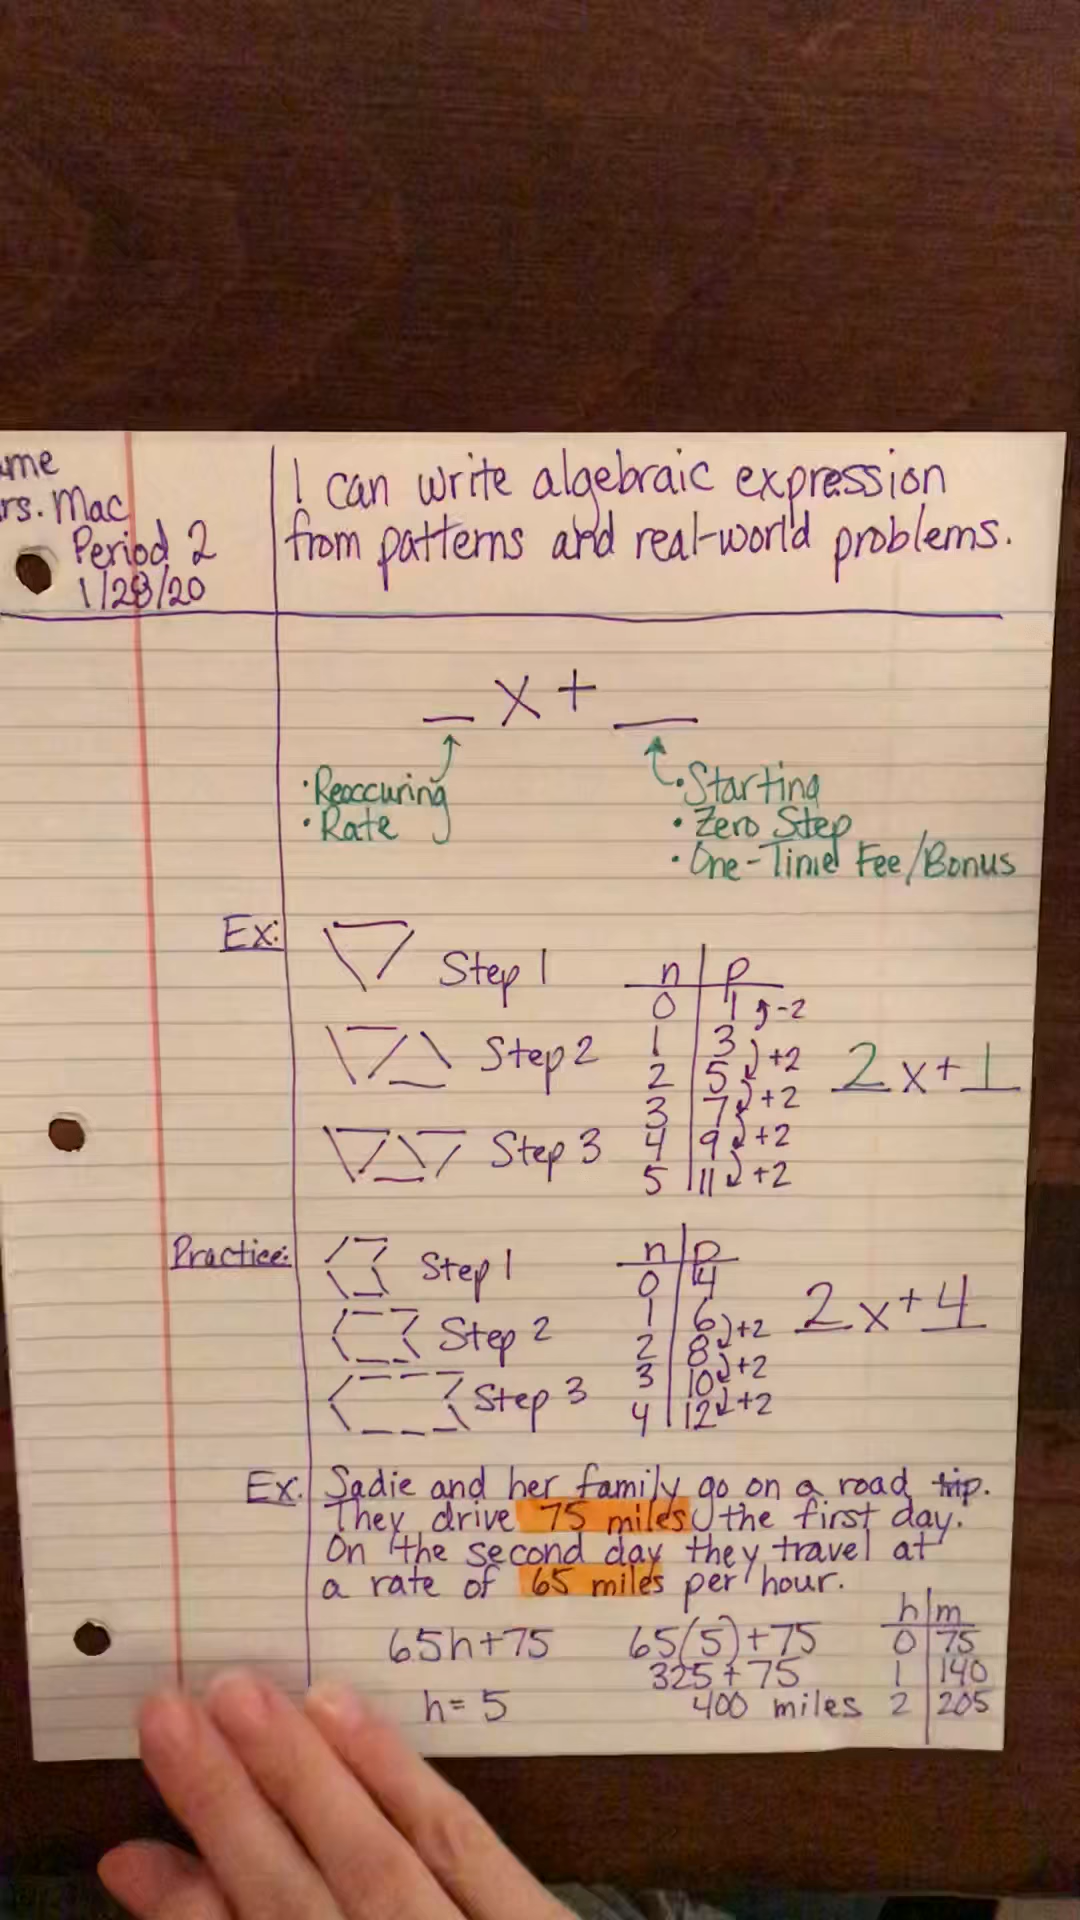 ame
rs. Mac
Period 2
1/28/20
I can write algebraic expression
from patterns and real-world problems.
_ x + __
• Reoccuring
• Rate
• Starting
• Zero Step
• One-Time Fee/Bonus
Ex:
Step 1
Step 2
Step 3
n | p
0 | 1 -2
1 | 3
2 | 5 +2
3 | 7 +2
4 | 9 +2
5 | 11 +2
2x+1
Practice:
Step 1
Step 2
Step 3
n | p
0 | 4
1 | 6
2 | 8 +2
3 | 10 +2
4 | 12 +2
2x+4
Ex. Sadie and her family go on a road trip.
They drive 75 miles the first day.
On the second day they travel at
a rate of 65 miles per hour.
65h+75
h= 5
65(5)+75
325+75
400 miles
h | m
0 | 75
1 | 140
2 | 205